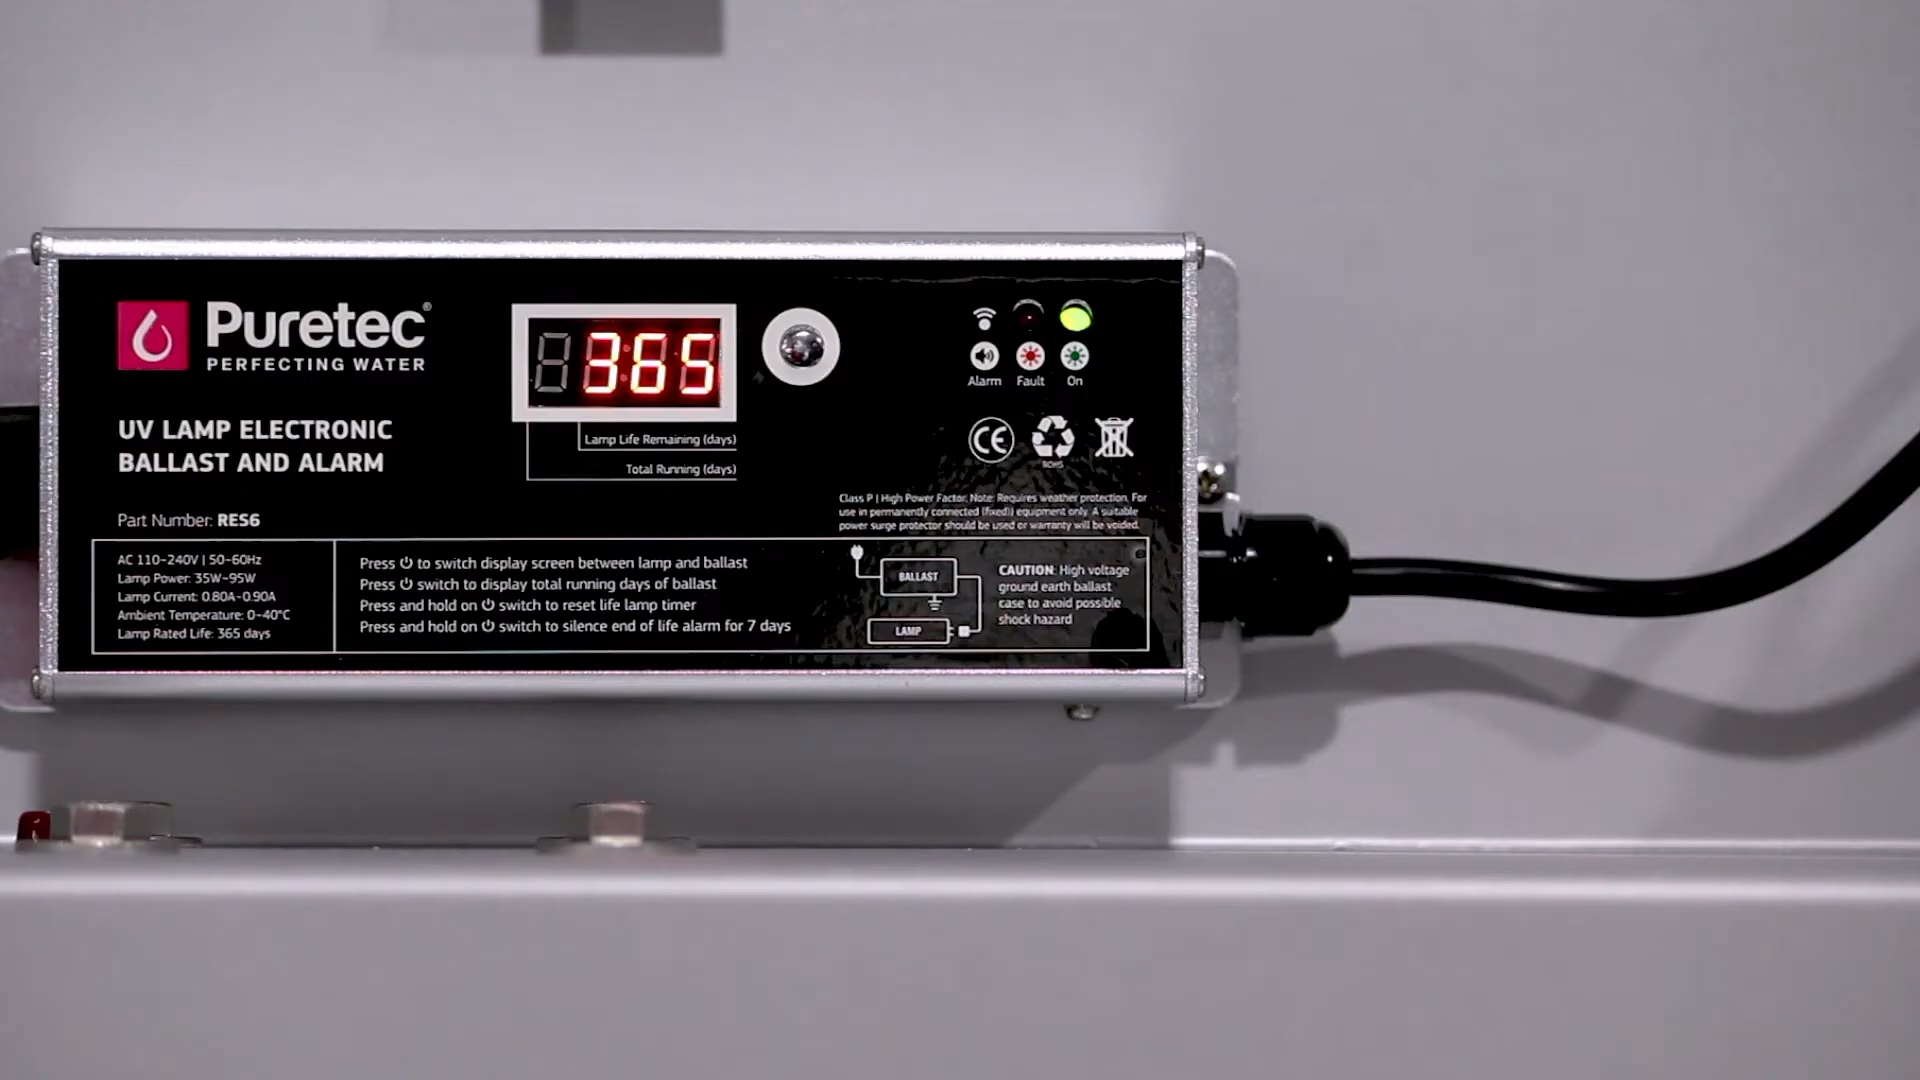 Puretec®
PERFECTING WATER
UV LAMP ELECTRONIC
BALLAST AND ALARM
Part Number: RES6
365
Lamp Life Remaining (days)
Total Running (days)
Alarm Fault On
CE
ROHS
Class P | High Power Factor. Note: Requires weather protection. For
use in permanently connected (fixed) equipment only. A suitable
power surge protector should be used or warranty will be voided.
AC 110-240V | 50-60Hz
Lamp Power: 35W-95W
Lamp Current: 0.80A-0.90A
Ambient Temperature: 0-40°C
Lamp Rated Life: 365 days
Press ⏻ to switch display screen between lamp and ballast
Press ⏻ switch to display total running days of ballast
Press and hold on ⏻ switch to reset life lamp timer
Press and hold on ⏻ switch to silence end of life alarm for 7 days
BALLAST
LAMP
CAUTION: High voltage
ground earth ballast
case to avoid possible
shock hazard